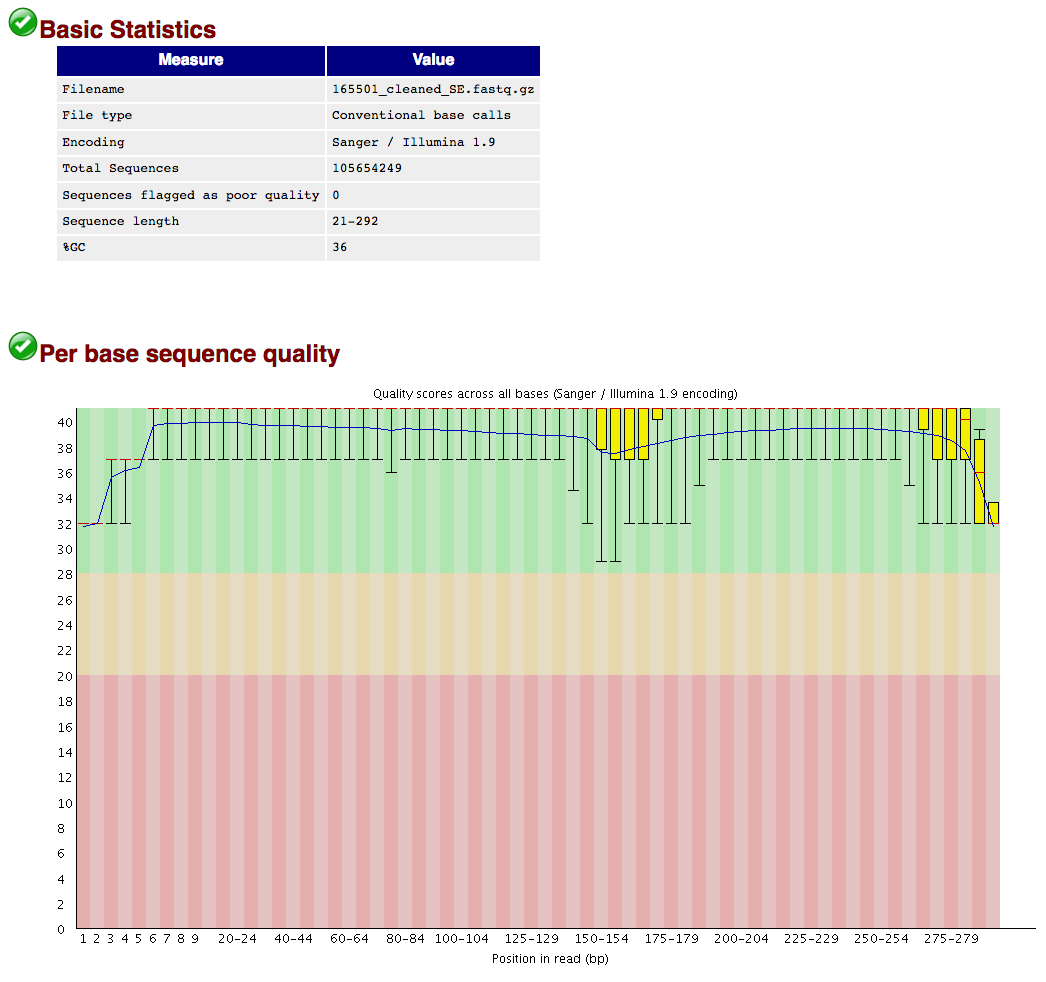 Basic Statistics
Measure Value
Filename 165501_cleaned_SE.fastq.gz
File type Conventional base calls
Encoding Sanger / Illumina 1.9
Total Sequences 105654249
Sequences flagged as poor quality 0
Sequence length 21-292
%GC 36
Per base sequence quality
Quality scores across all bases (Sanger / Illumina 1.9 encoding)
40
38
36
34
32
30
28
26
24
22
20
18
16
14
12
10
8
6
4
2
0
1 2 3 4 5 6 7 8 9 20-24 40-44 60-64 80-84 100-104 125-129 150-154 175-179 200-204 225-229 250-254 275-279
Position in read (bp)